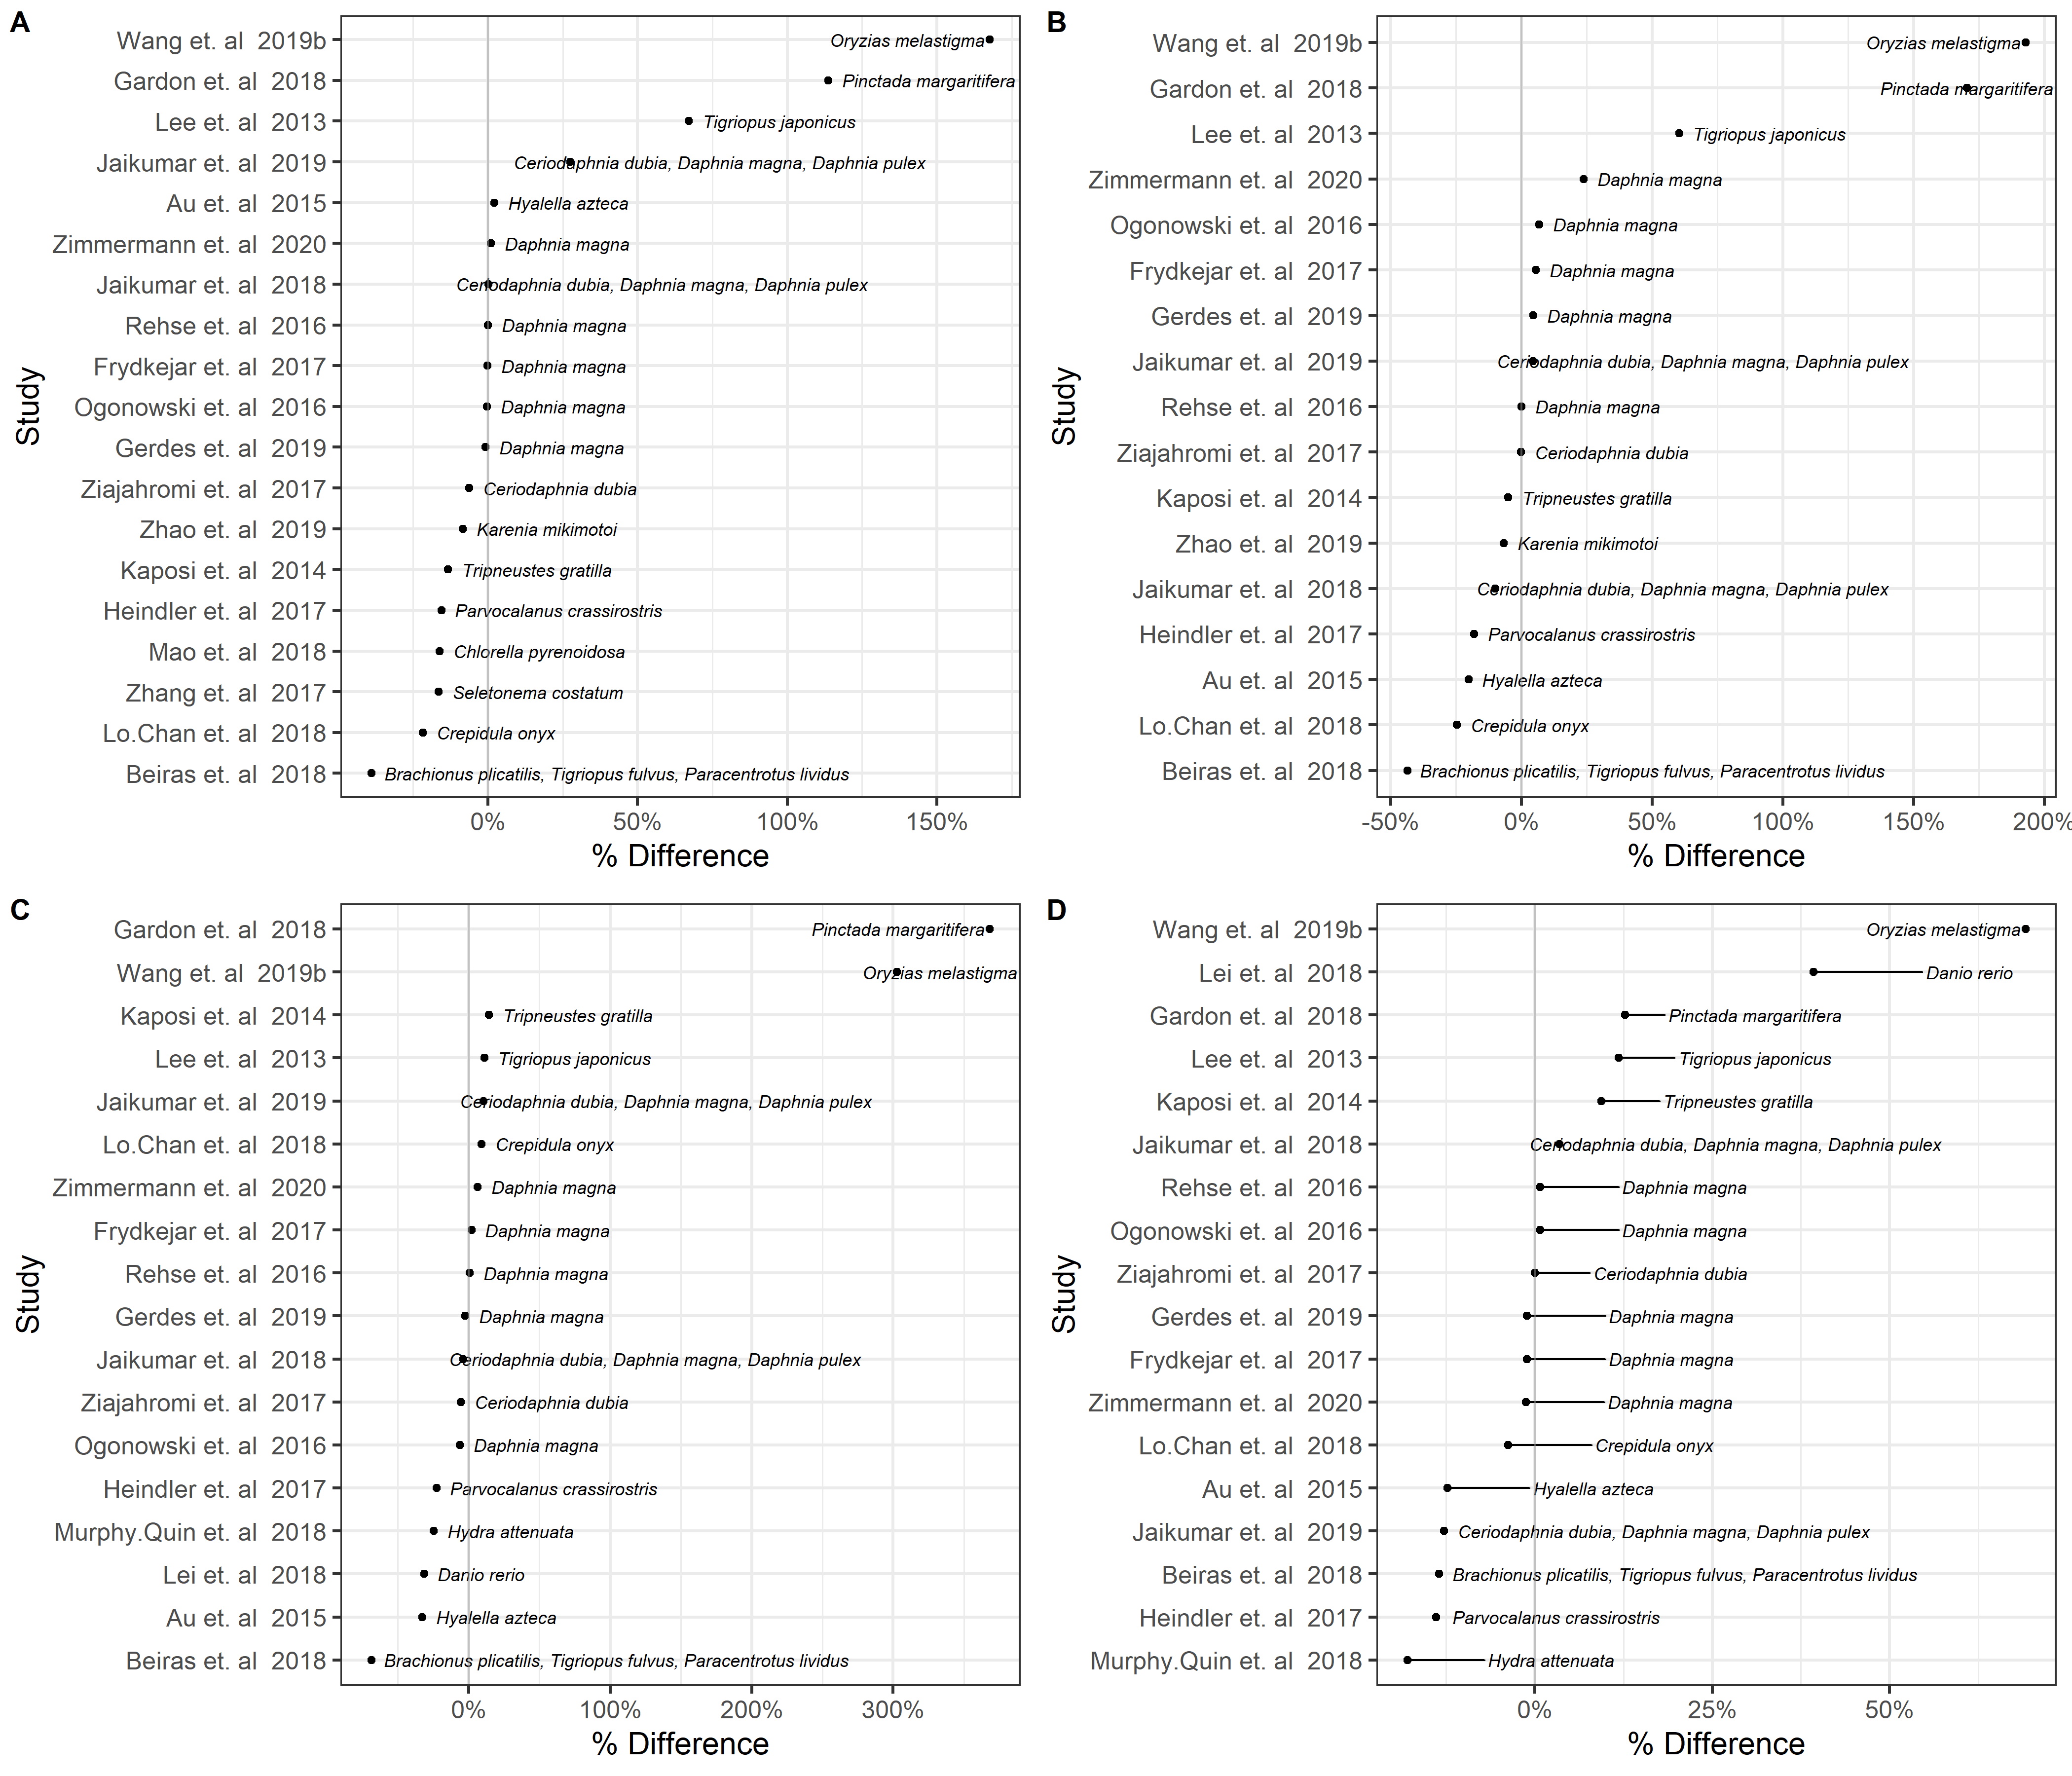 A
Study
Wang et. al 2019b
Oryzias melastigma
Gardon et. al 2018
Pinctada margaritifera
Lee et. al 2013
Tigriopus japonicus
Jaikumar et. al 2019
Ceriodaphnia dubia, Daphnia magna, Daphnia pulex
Au et. al 2015
Hyalella azteca
Zimmermann et. al 2020
Daphnia magna
Jaikumar et. al 2018
Ceriodaphnia dubia, Daphnia magna, Daphnia pulex
Rehse et. al 2016
Daphnia magna
Frydkejar et. al 2017
Daphnia magna
Ogonowski et. al 2016
Daphnia magna
Gerdes et. al 2019
Daphnia magna
Ziajahromi et. al 2017
Ceriodaphnia dubia
Zhao et. al 2019
Karenia mikimotoi
Kaposi et. al 2014
Tripneustes gratilla
Heindler et. al 2017
Parvocalanus crassirostris
Mao et. al 2018
Chlorella pyrenoidosa
Zhang et. al 2017
Seletonema costatum
Lo.Chan et. al 2018
Crepidula onyx
Beiras et. al 2018
Brachionus plicatilis, Tigriopus fulvus, Paracentrotus lividus
0% 50% 100% 150%
% Difference
B
Study
Wang et. al 2019b
Oryzias melastigma
Gardon et. al 2018
Pinctada margaritifera
Lee et. al 2013
Tigriopus japonicus
Zimmermann et. al 2020
Daphnia magna
Ogonowski et. al 2016
Daphnia magna
Frydkejar et. al 2017
Daphnia magna
Gerdes et. al 2019
Daphnia magna
Jaikumar et. al 2019
Ceriodaphnia dubia, Daphnia magna, Daphnia pulex
Rehse et. al 2016
Daphnia magna
Ziajahromi et. al 2017
Ceriodaphnia dubia
Kaposi et. al 2014
Tripneustes gratilla
Zhao et. al 2019
Karenia mikimotoi
Jaikumar et. al 2018
Ceriodaphnia dubia, Daphnia magna, Daphnia pulex
Heindler et. al 2017
Parvocalanus crassirostris
Au et. al 2015
Hyalella azteca
Lo.Chan et. al 2018
Crepidula onyx
Beiras et. al 2018
Brachionus plicatilis, Tigriopus fulvus, Paracentrotus lividus
-50% 0% 50% 100% 150% 200%
% Difference
C
Study
Gardon et. al 2018
Pinctada margaritifera
Wang et. al 2019b
Oryzias melastigma
Kaposi et. al 2014
Tripneustes gratilla
Lee et. al 2013
Tigriopus japonicus
Jaikumar et. al 2019
Ceriodaphnia dubia, Daphnia magna, Daphnia pulex
Lo.Chan et. al 2018
Crepidula onyx
Zimmermann et. al 2020
Daphnia magna
Frydkejar et. al 2017
Daphnia magna
Rehse et. al 2016
Daphnia magna
Gerdes et. al 2019
Daphnia magna
Jaikumar et. al 2018
Ceriodaphnia dubia, Daphnia magna, Daphnia pulex
Ziajahromi et. al 2017
Ceriodaphnia dubia
Ogonowski et. al 2016
Daphnia magna
Heindler et. al 2017
Parvocalanus crassirostris
Murphy.Quin et. al 2018
Hydra attenuata
Lei et. al 2018
Danio rerio
Au et. al 2015
Hyalella azteca
Beiras et. al 2018
Brachionus plicatilis, Tigriopus fulvus, Paracentrotus lividus
0% 100% 200% 300%
% Difference
D
Study
Wang et. al 2019b
Oryzias melastigma
Lei et. al 2018
Danio rerio
Gardon et. al 2018
Pinctada margaritifera
Lee et. al 2013
Tigriopus japonicus
Kaposi et. al 2014
Tripneustes gratilla
Jaikumar et. al 2018
Ceriodaphnia dubia, Daphnia magna, Daphnia pulex
Rehse et. al 2016
Daphnia magna
Ogonowski et. al 2016
Daphnia magna
Ziajahromi et. al 2017
Ceriodaphnia dubia
Gerdes et. al 2019
Daphnia magna
Frydkejar et. al 2017
Daphnia magna
Zimmermann et. al 2020
Daphnia magna
Lo.Chan et. al 2018
Crepidula onyx
Au et. al 2015
Hyalella azteca
Jaikumar et. al 2019
Ceriodaphnia dubia, Daphnia magna, Daphnia pulex
Beiras et. al 2018
Brachionus plicatilis, Tigriopus fulvus, Paracentrotus lividus
Heindler et. al 2017
Parvocalanus crassirostris
Murphy.Quin et. al 2018
Hydra attenuata
0% 25% 50%
% Difference